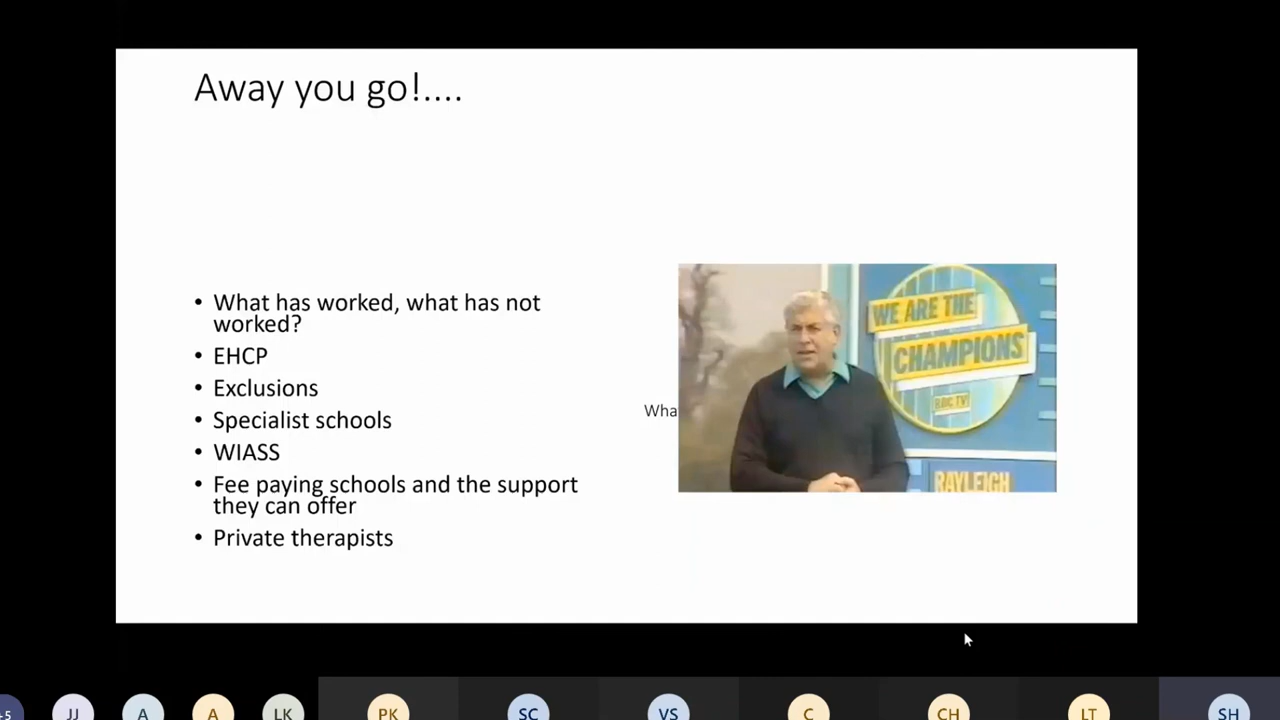 Away you go!....
• What has worked, what has not
worked?
• EHCP
• Exclusions
• Specialist schools
• WIASS
• Fee paying schools and the support
they can offer
• Private therapists
Wha
WE ARE THE
CHAMPIONS
BBC TV
RAYLEIGH
+5
JJ
A
A
LK
PK
SC
VS
C
CH
LT
SH